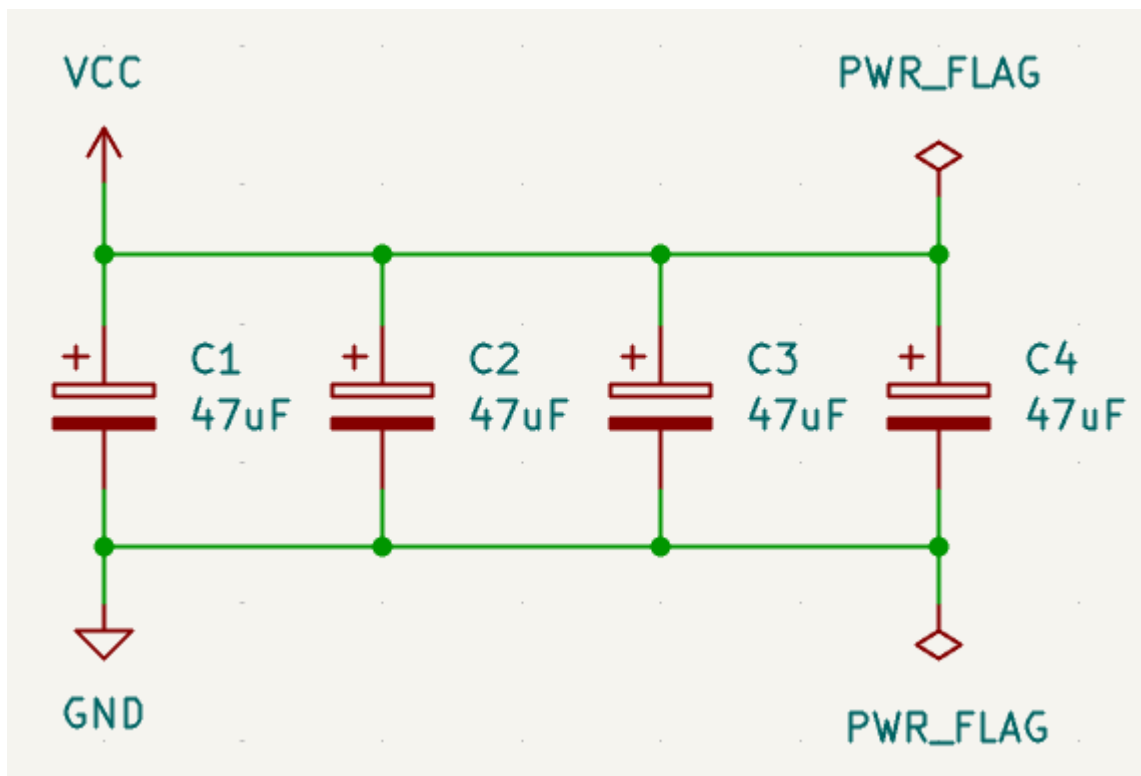 VCC
PWR_FLAG
+
C1
47uF
+
C2
47uF
+
C3
47uF
+
C4
47uF
GND
PWR_FLAG